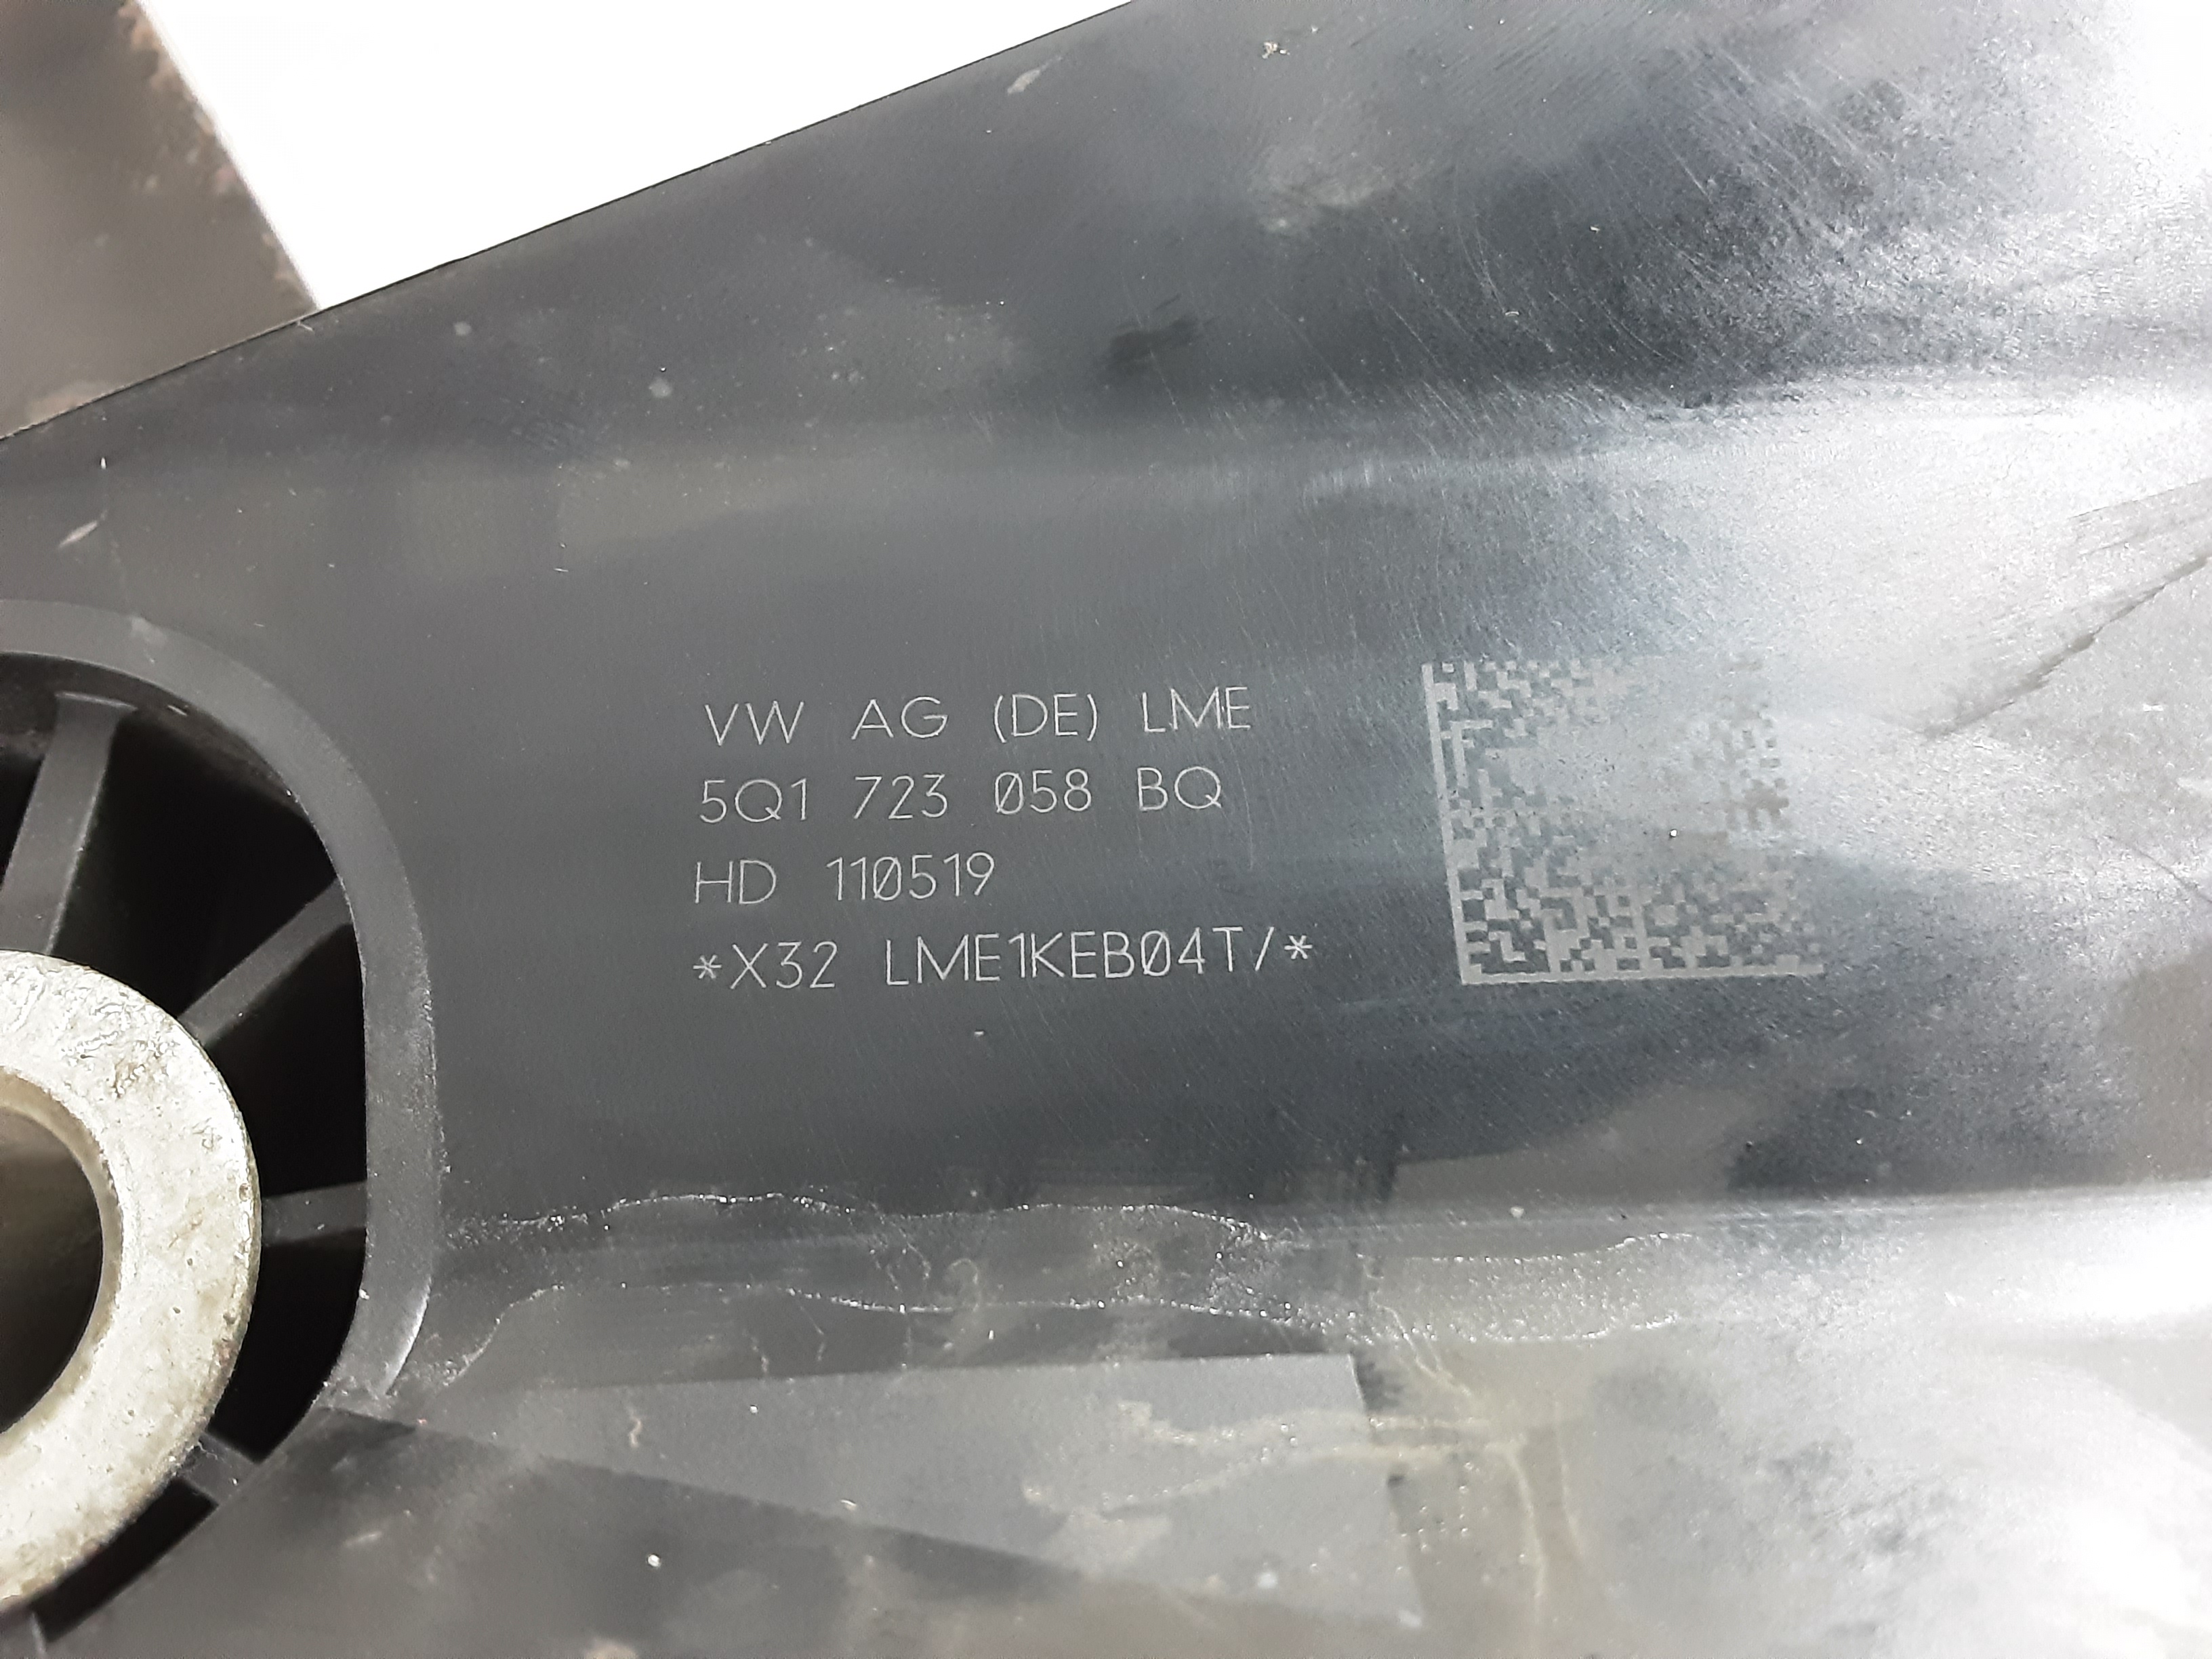 VW AG (DE) LME
5Q1 723 058 BQ
HD 110519
*X32 LME1KEB04T/*